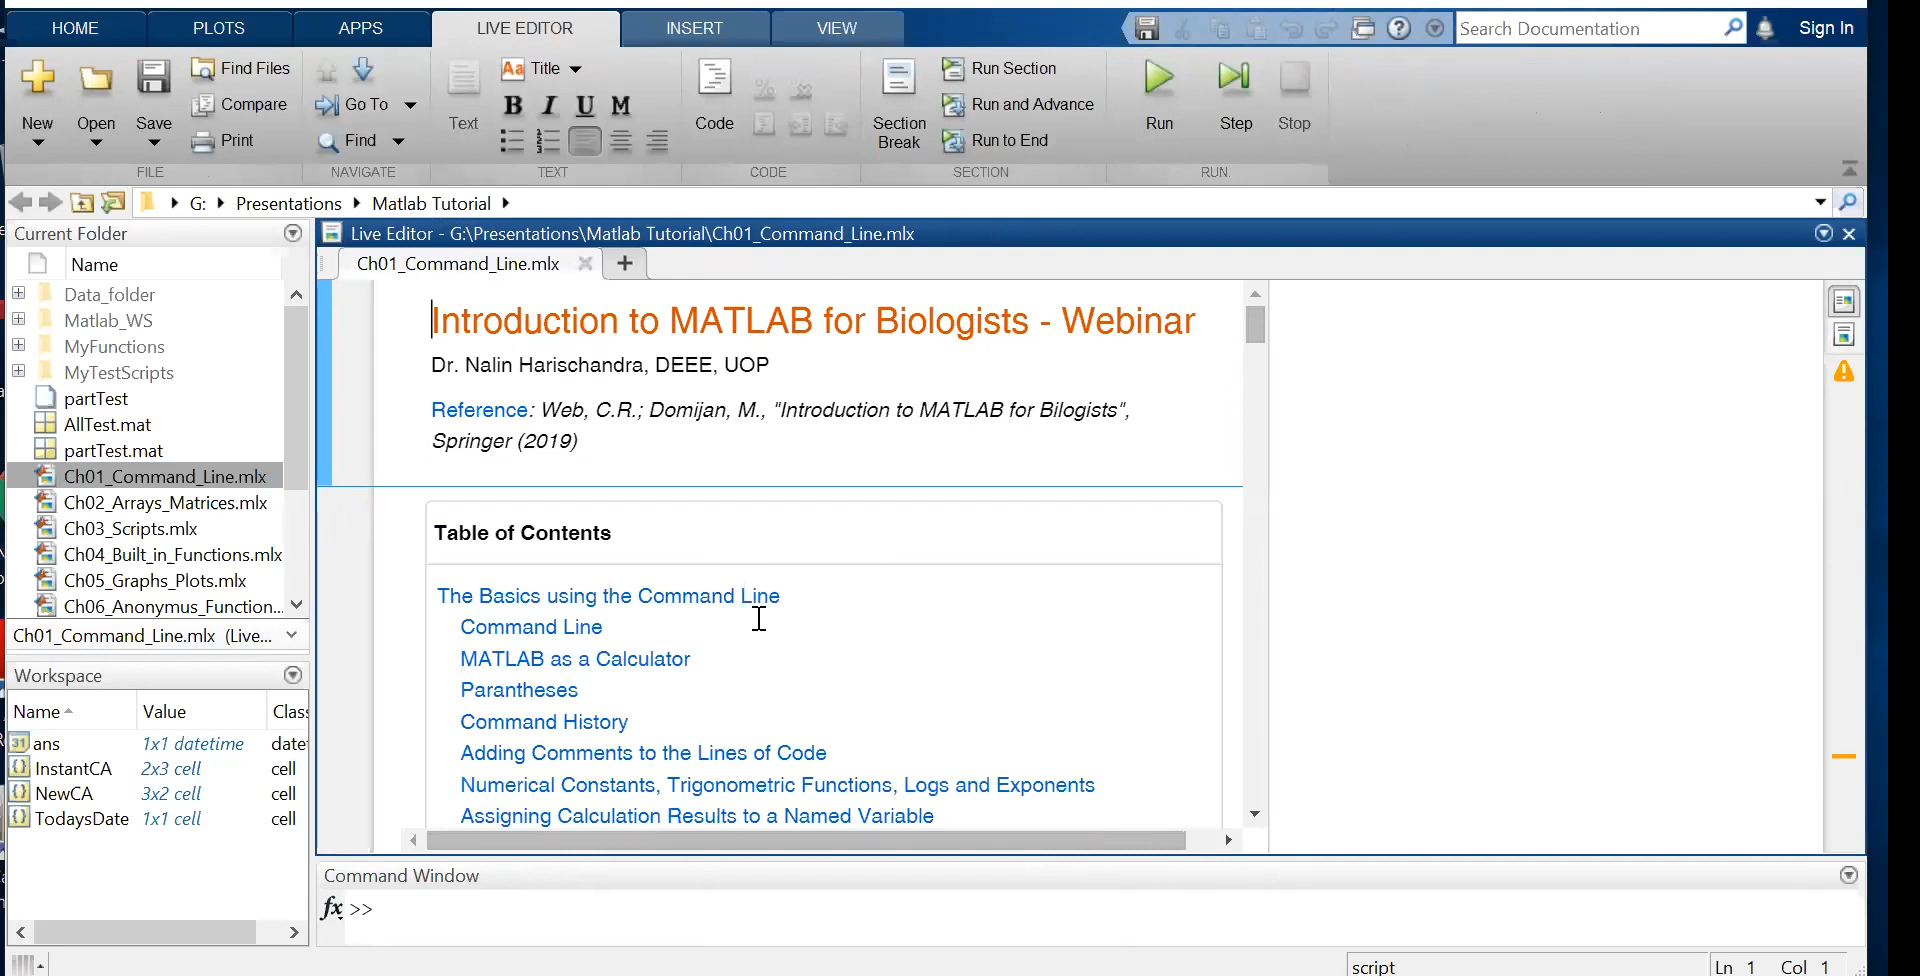 HOME
PLOTS
APPS
LIVE EDITOR
INSERT
VIEW
Search Documentation
Sign In
New
Open
Save
Find Files
Compare
Print
FILE
Go To
Find
NAVIGATE
Text
Aa Title
B I U M
TEXT
Code
CODE
Section
Break
Run Section
Run and Advance
Run to End
SECTION
Run
Step
Stop
RUN
G: Presentations Matlab Tutorial
Current Folder
Name
Data_folder
Matlab_WS
MyFunctions
MyTestScripts
partTest
AllTest.mat
partTest.mat
Ch01_Command_Line.mlx
Ch02_Arrays_Matrices.mlx
Ch03_Scripts.mlx
Ch04_Built_in_Functions.mlx
Ch05_Graphs_Plots.mlx
Ch06_Anonymus_Function...
Ch01_Command_Line.mlx (Live...
Workspace
Name Value Clas
ans 1x1 datetime date
InstantCA 2x3 cell cell
NewCA 3x2 cell cell
TodaysDate 1x1 cell cell
Live Editor - G:\Presentations\Matlab Tutorial\Ch01_Command_Line.mlx
Ch01_Command_Line.mlx
Introduction to MATLAB for Biologists - Webinar
Dr. Nalin Harischandra, DEEE, UOP
Reference: Web, C.R.; Domijan, M., "Introduction to MATLAB for Bilogists",
Springer (2019)
Table of Contents
The Basics using the Command Line
Command Line
MATLAB as a Calculator
Parantheses
Command History
Adding Comments to the Lines of Code
Numerical Constants, Trigonometric Functions, Logs and Exponents
Assigning Calculation Results to a Named Variable
Command Window
fx >>
script
Ln 1 Col 1